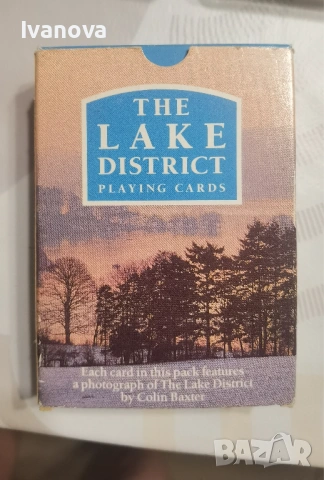 Ivanova
THE
LAKE
DISTRICT
PLAYING CARDS
Each card in this pack features
a photograph of The Lake District
by Colin Baxter
BAZAR